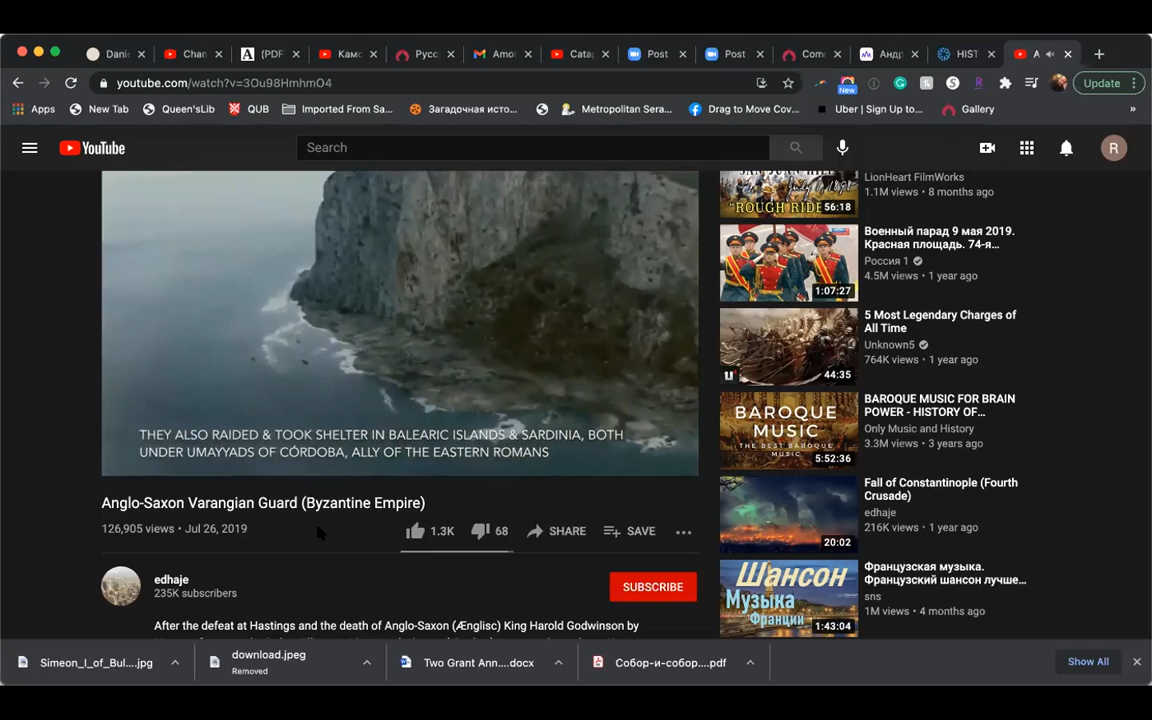 Danie
Chan
(PDF
Камс
Русс
Gmail Amor
Catap
Post
Post
Com
Андр
HIST
A
youtube.com/watch?v=3Ou98HmhmO4
New
Update
Apps
New Tab
Queen'sLib
QUB
Imported From Sa...
Загадочная исто...
Metropolitan Sera...
Drag to Move Cov...
Uber | Sign Up to...
Gallery
»
YouTube
Search
R
LionHeart FilmWorks
1.1M views • 8 months ago
"ROUGH RIDE
56:18
Военный парад 9 мая 2019.
Красная площадь. 74-я...
Россия 1
4.5M views • 1 year ago
1:07:27
5 Most Legendary Charges of
All Time
Unknown5
764K views • 1 year ago
44:35
BAROQUE MUSIC FOR BRAIN
POWER - HISTORY OF...
Only Music and History
3.3M views • 3 years ago
BAROQUE
MUSIC
THE BEST BAROQUE
MUSIC
5:52:36
Fall of Constantinople (Fourth
Crusade)
edhaje
216K views • 1 year ago
20:02
Французская музыка.
Французский шансон лучше...
sns
1M views • 4 months ago
Шансон
Музыка
Франции
1:43:04
THEY ALSO RAIDED & TOOK SHELTER IN BALEARIC ISLANDS & SARDINIA, BOTH
UNDER UMAYYADS OF CÓRDOBA, ALLY OF THE EASTERN ROMANS
Anglo-Saxon Varangian Guard (Byzantine Empire)
126,905 views • Jul 26, 2019
1.3K
68
SHARE
SAVE
edhaje
235K subscribers
SUBSCRIBE
After the defeat at Hastings and the death of Anglo-Saxon (Ænglisc) King Harold Godwinson by
Simeon_I_of_Bul....jpg
download.jpeg
Removed
Two Grant Ann....docx
Собор-и-собор....pdf
Show All